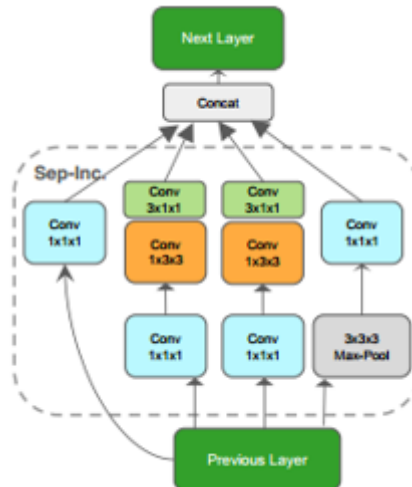 Next Layer
Concat
Sep-Inc.
Conv
3x1x1
Conv
3x1x1
Conv
1x1x1
Conv
1x3x3
Conv
1x3x3
Conv
1x1x1
Conv
1x1x1
Conv
1x1x1
3x3x3
Max-Pool
Previous Layer